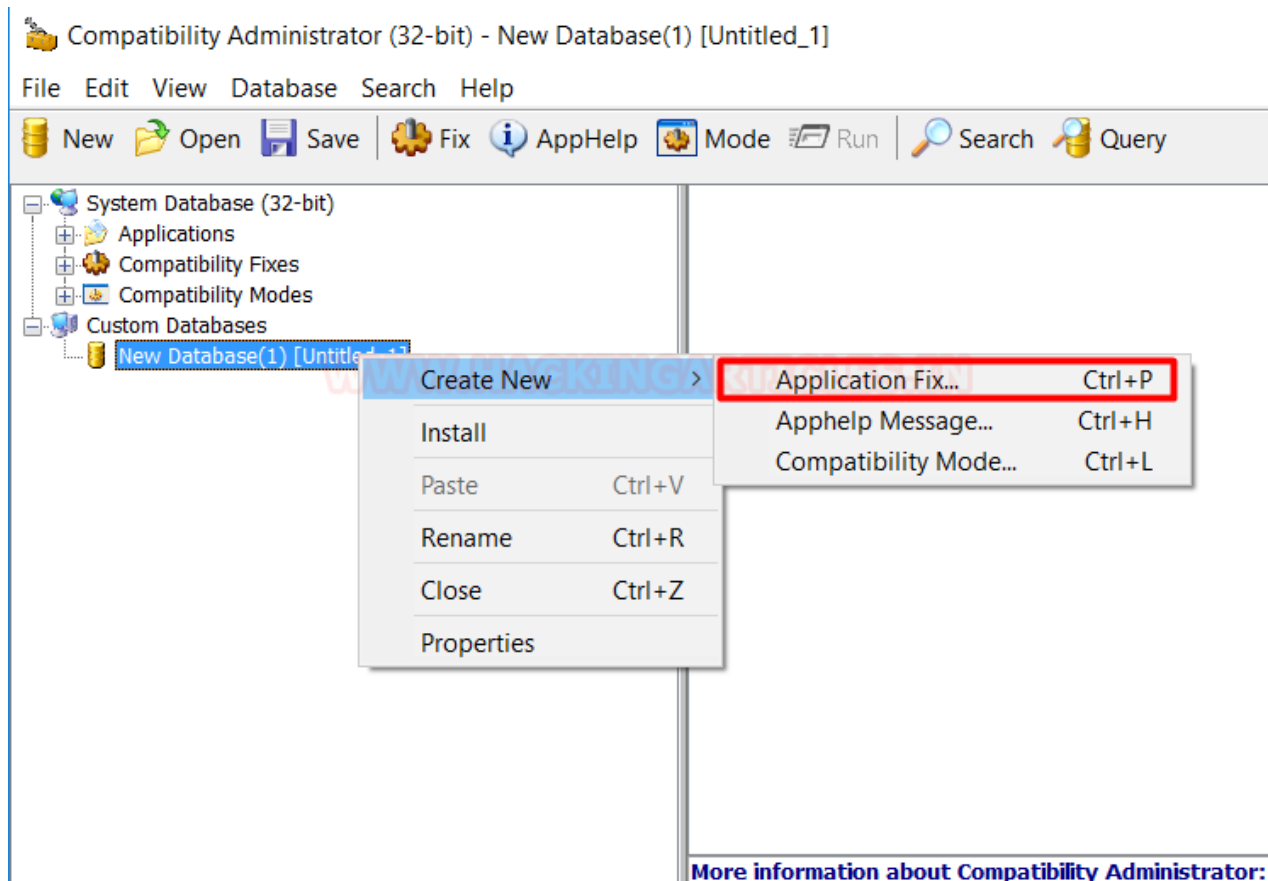 Compatibility Administrator (32-bit) - New Database(1) [Untitled_1]
File Edit View Database Search Help
New Open Save Fix AppHelp Mode Run Search Query
System Database (32-bit)
Applications
Compatibility Fixes
Compatibility Modes
Custom Databases
New Database(1) [Untitled_1]
Create New > Application Fix... Ctrl+P
Install
Apphelp Message... Ctrl+H
Compatibility Mode... Ctrl+L
Paste Ctrl+V
Rename Ctrl+R
Close Ctrl+Z
Properties
More information about Compatibility Administrator: